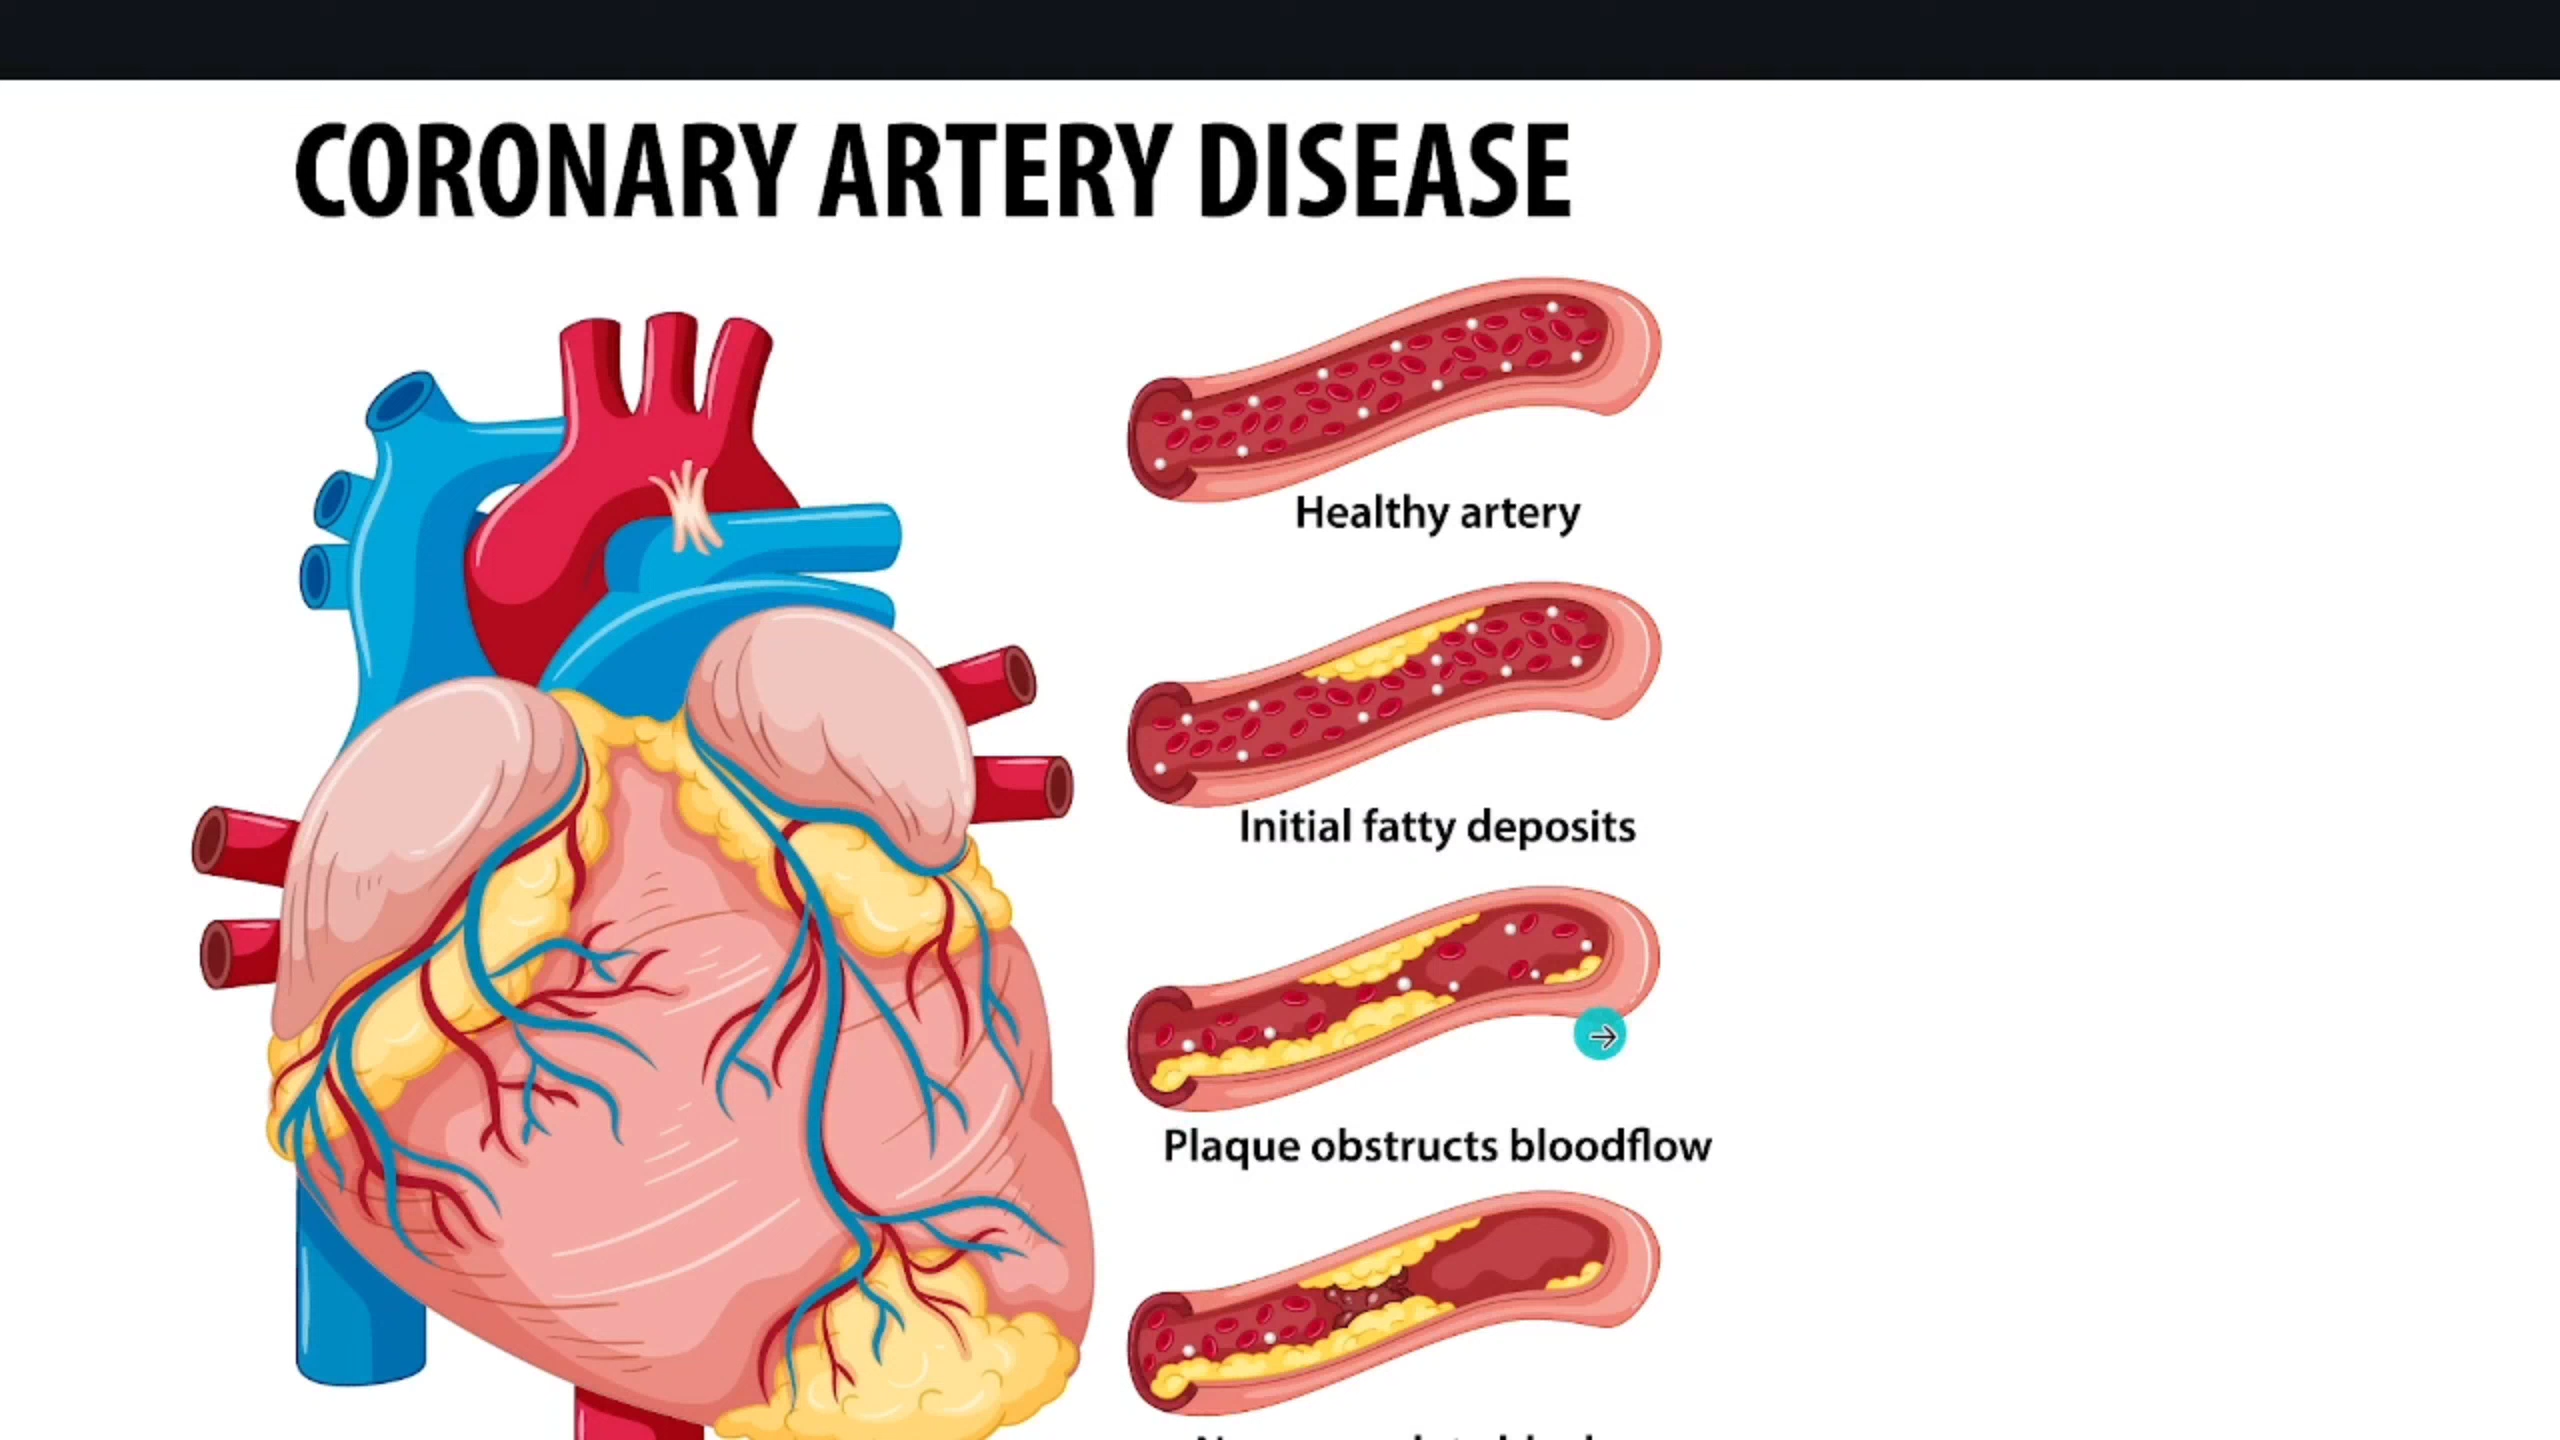 CORONARY ARTERY DISEASE
Healthy artery
Initial fatty deposits
Plaque obstructs bloodflow